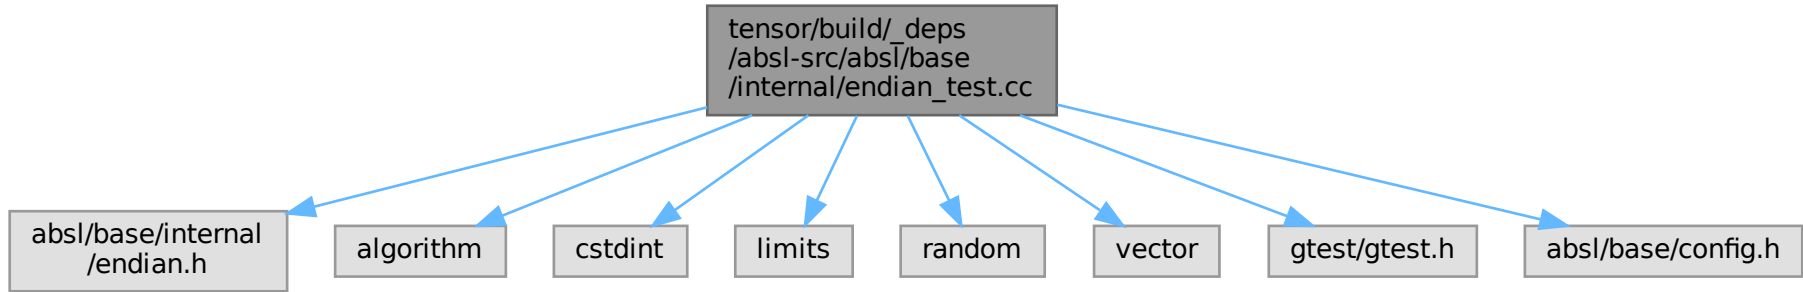 tensor/build/_deps
/absl-src/absl/base
/internal/endian_test.cc
absl/base/internal
/endian.h
algorithm
cstdint
limits
random
vector
gtest/gtest.h
absl/base/config.h